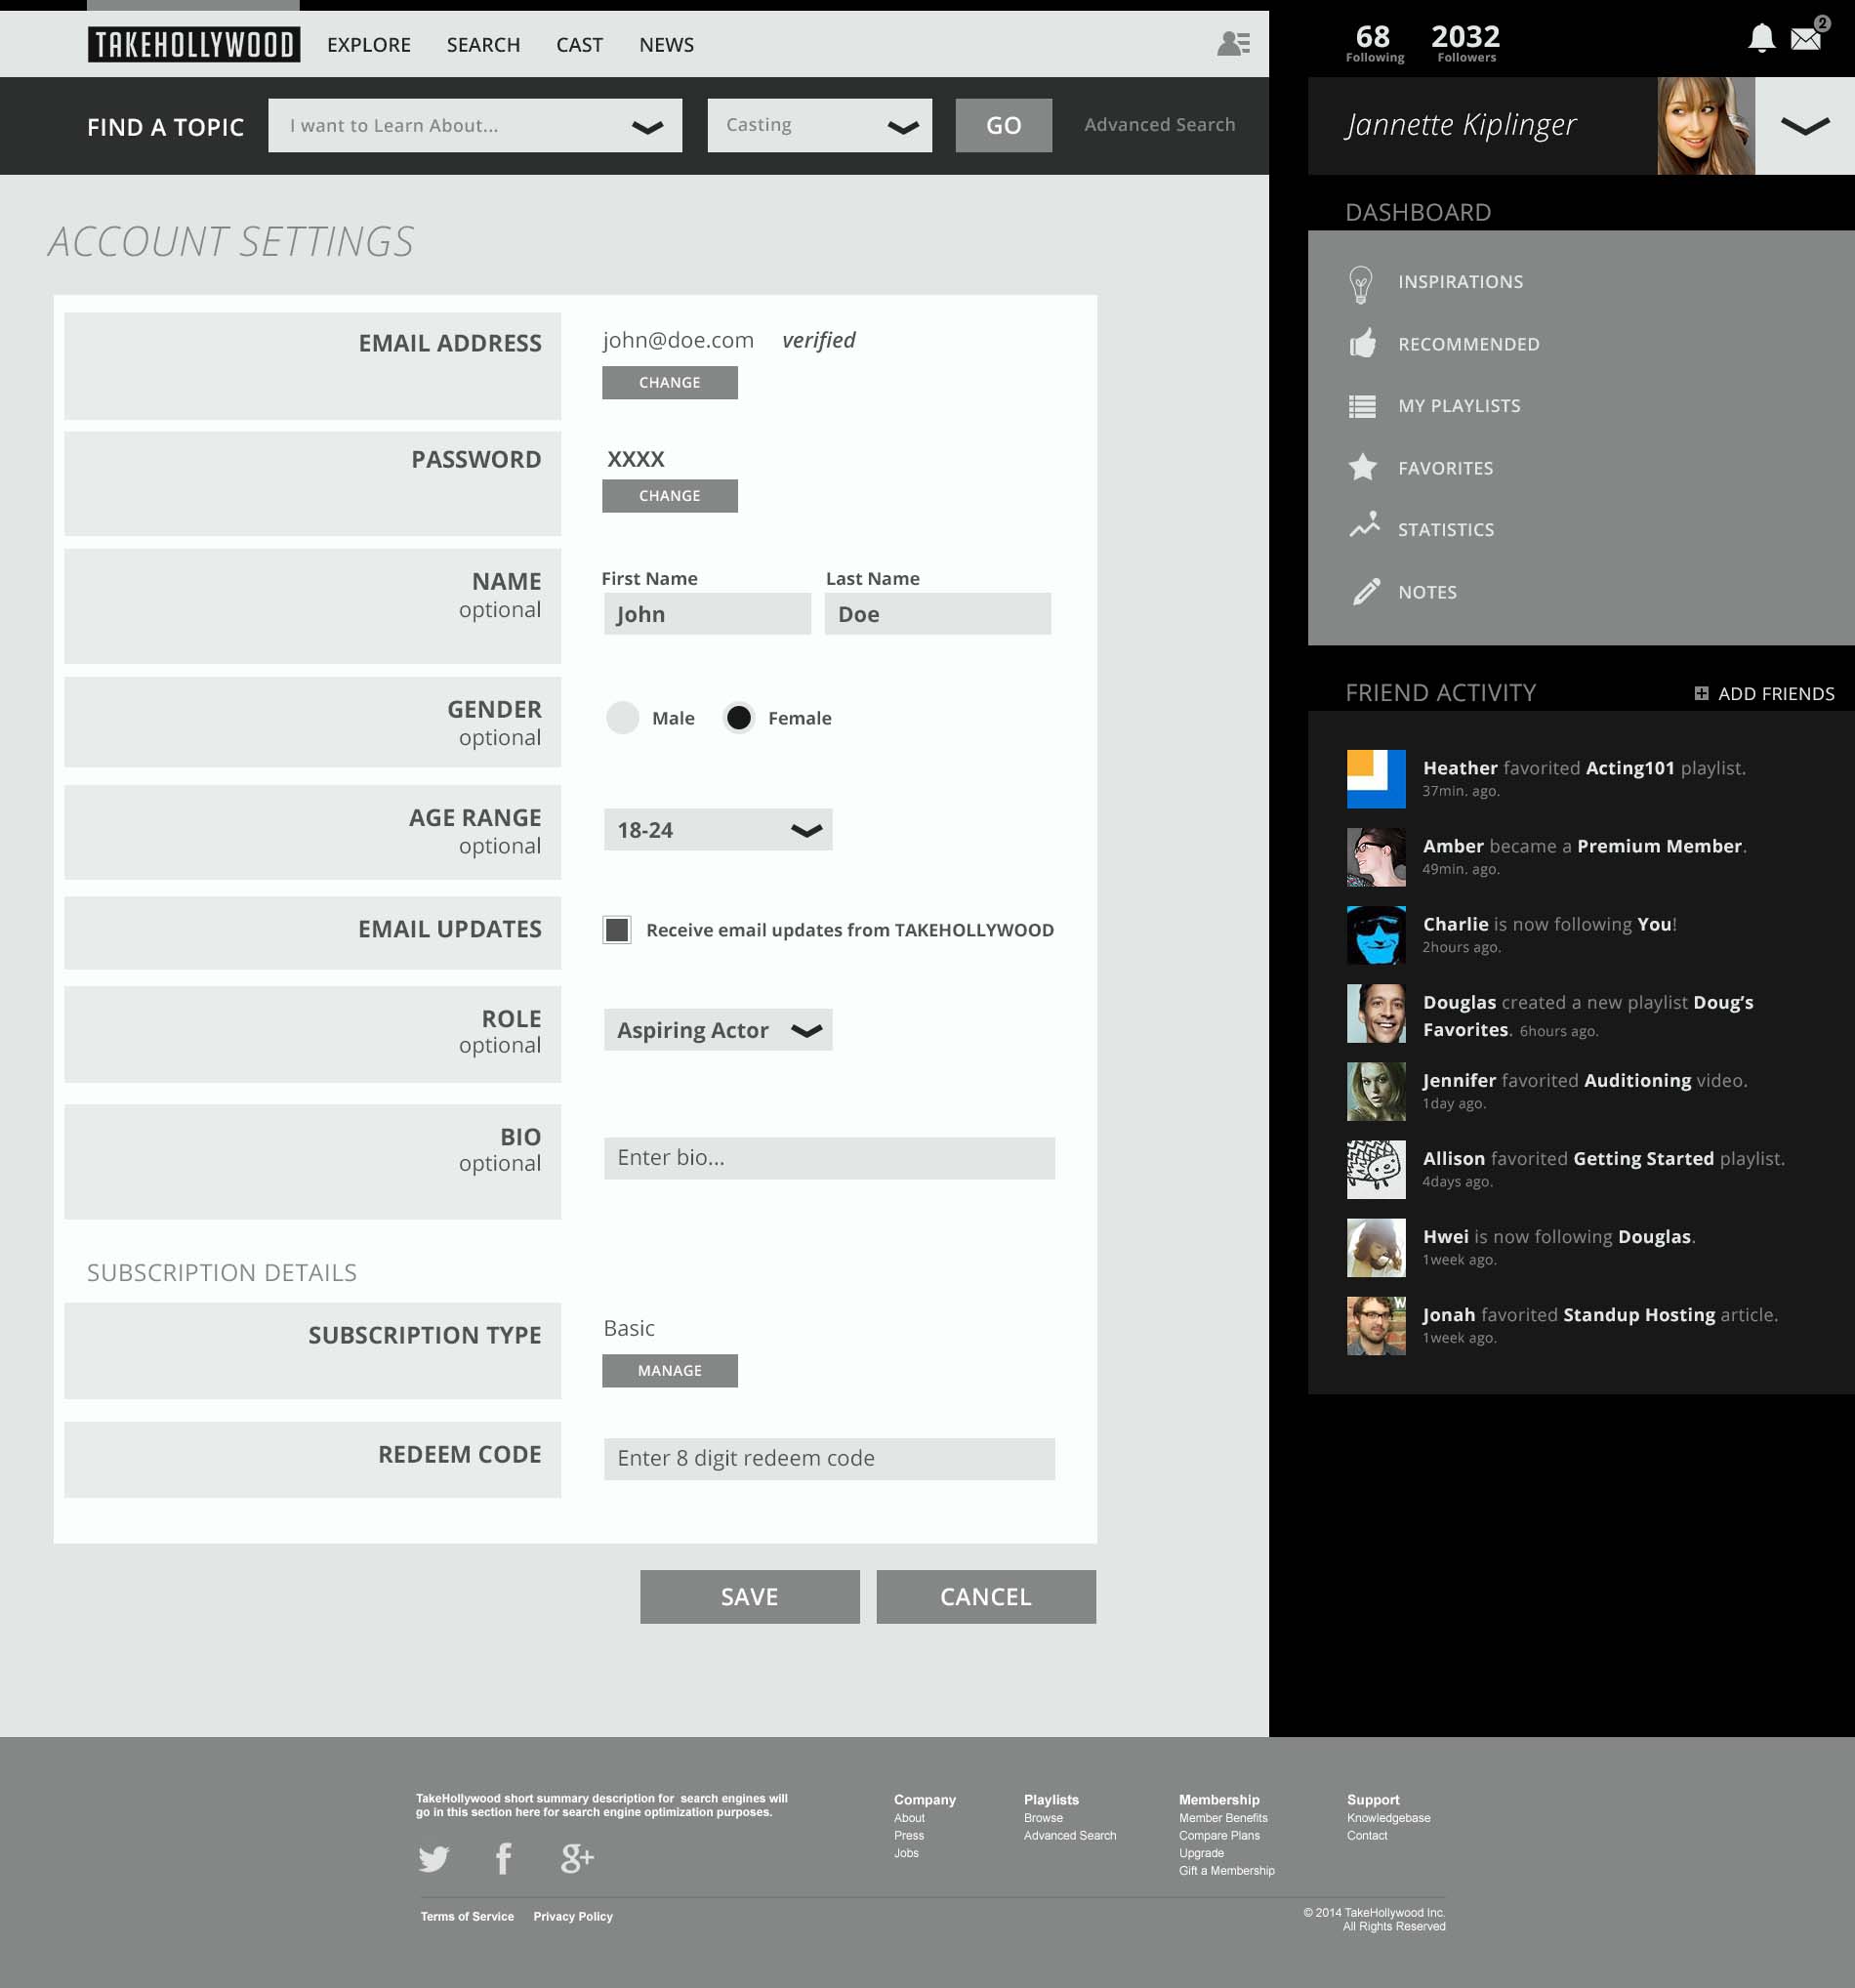 TAKEHOLLYWOOD EXPLORE SEARCH CAST NEWS
68 2032 2
Following Followers
FIND A TOPIC I want to Learn About... Casting GO Advanced Search
Jannette Kiplinger
ACCOUNT SETTINGS
EMAIL ADDRESS john@doe.com verified
CHANGE
PASSWORD XXXX
CHANGE
NAME First Name Last Name
optional John Doe
GENDER Male Female
optional
AGE RANGE 18-24
optional
EMAIL UPDATES Receive email updates from TAKEHOLLYWOOD
ROLE Aspiring Actor
optional
BIO Enter bio...
optional
SUBSCRIPTION DETAILS
SUBSCRIPTION TYPE Basic
MANAGE
REDEEM CODE Enter 8 digit redeem code
SAVE CANCEL
DASHBOARD
INSPIRATIONS
RECOMMENDED
MY PLAYLISTS
FAVORITES
STATISTICS
NOTES
FRIEND ACTIVITY ADD FRIENDS
Heather favorited Acting101 playlist.
37min. ago.
Amber became a Premium Member.
49min. ago.
Charlie is now following You!
2hours ago.
Douglas created a new playlist Doug's
Favorites. 6hours ago.
Jennifer favorited Auditioning video.
1day ago.
Allison favorited Getting Started playlist.
4days ago.
Hwei is now following Douglas.
1week ago.
Jonah favorited Standup Hosting article.
1week ago.
TakeHollywood short summary description for search engines will
go in this section here for search engine optimization purposes.
Company
About
Press
Jobs
Playlists
Browse
Advanced Search
Membership
Member Benefits
Compare Plans
Upgrade
Gift a Membership
Support
Knowledgebase
Contact
Terms of Service Privacy Policy
© 2014 TakeHollywood Inc.
All Rights Reserved